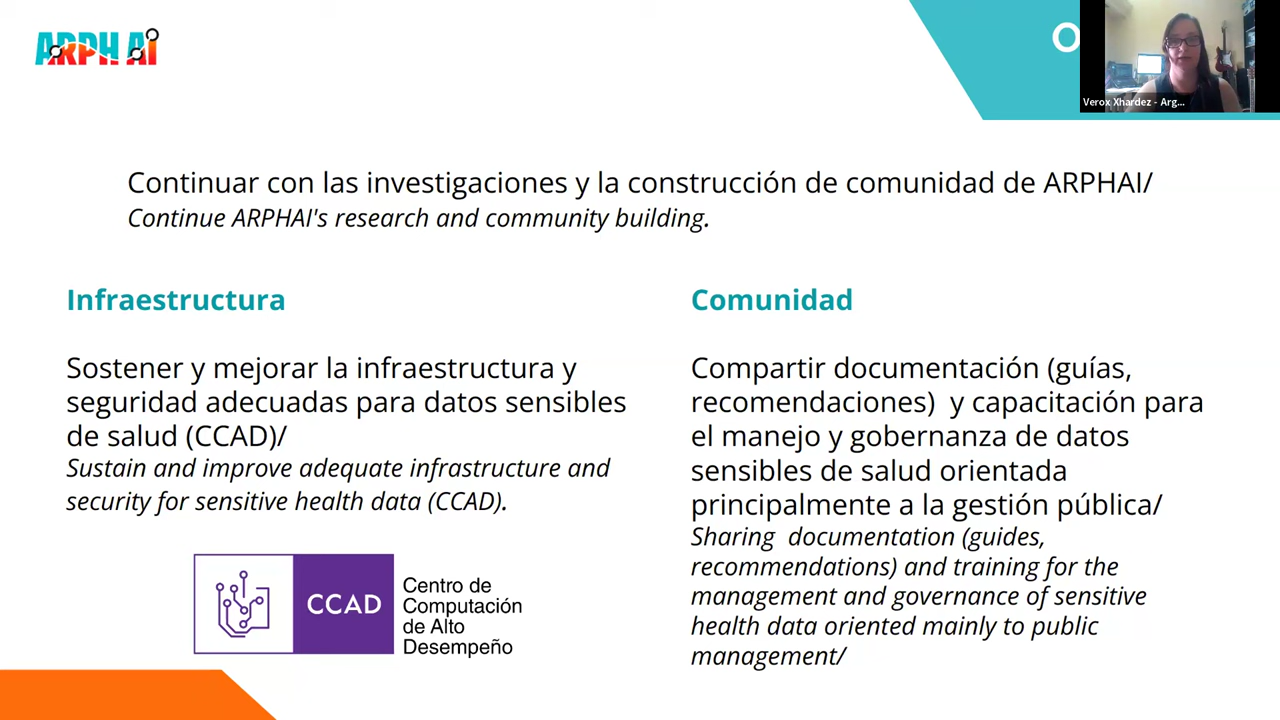 ARPH AI
O
Verox Xhardez - Arg...
Continuar con las investigaciones y la construcción de comunidad de ARPHAI/
Continue ARPHAI's research and community building.
Infraestructura
Sostener y mejorar la infraestructura y
seguridad adecuadas para datos sensibles
de salud (CCAD)/
Sustain and improve adequate infrastructure and
security for sensitive health data (CCAD).
CCAD
Centro de
Computación
de Alto
Desempeño
Comunidad
Compartir documentación (guías,
recomendaciones) y capacitación para
el manejo y gobernanza de datos
sensibles de salud orientada
principalmente a la gestión pública/
Sharing documentation (guides,
recommendations) and training for the
management and governance of sensitive
health data oriented mainly to public
management/